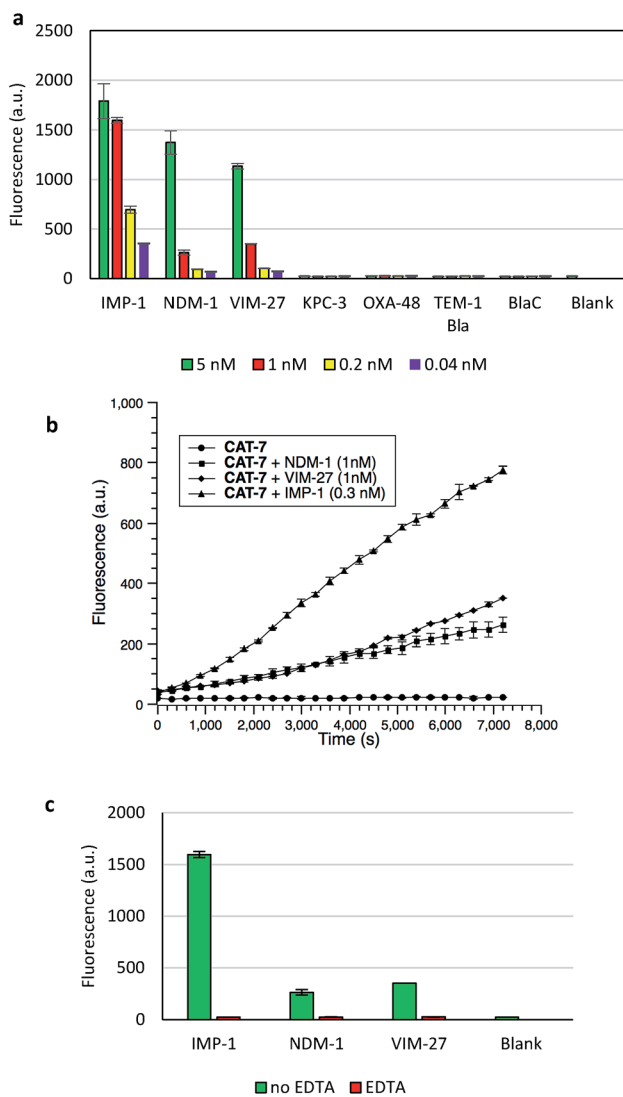 a
2500
2000
1500
1000
500
0
Fluorescence (a.u.)
IMP-1 NDM-1 VIM-27 KPC-3 OXA-48 TEM-1 BlaC Blank
Bla
5 nM 1 nM 0.2 nM 0.04 nM
b
1,000
800
600
400
200
0
Fluorescence (a.u.)
CAT-7
CAT-7 + NDM-1 (1nM)
CAT-7 + VIM-27 (1nM)
CAT-7 + IMP-1 (0.3 nM)
0 1,000 2,000 3,000 4,000 5,000 6,000 7,000 8,000
Time (s)
c
2000
1500
1000
500
0
Fluorescence (a.u.)
IMP-1 NDM-1 VIM-27 Blank
no EDTA EDTA